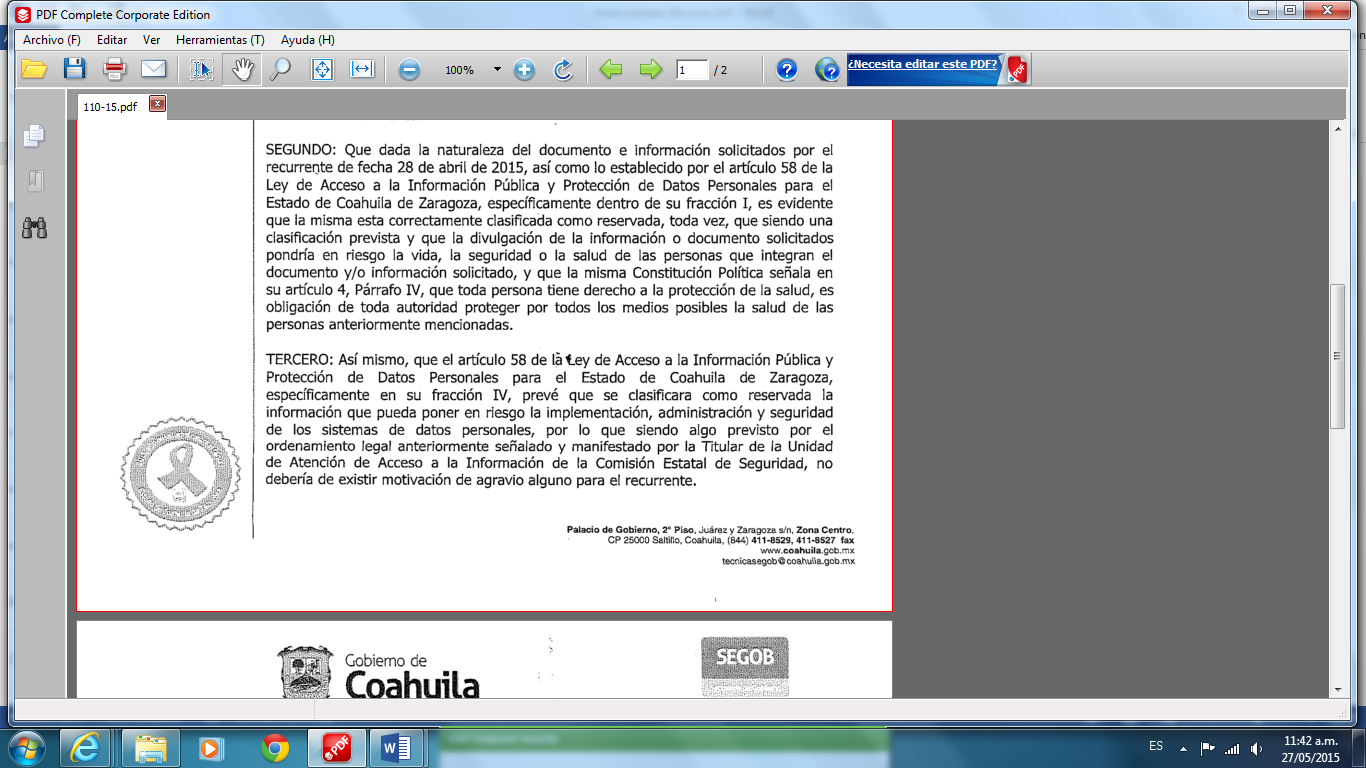 PDF Complete Corporate Edition
Archivo (F) Editar Ver Herramientas (T) Ayuda (H)
100% 1 / 2 ¿Necesita editar este PDF? PDF
110-15.pdf
SEGUNDO: Que dada la naturaleza del documento e información solicitados por el
recurrente de fecha 28 de abril de 2015, así como lo establecido por el artículo 58 de la
Ley de Acceso a la Información Pública y Protección de Datos Personales para el
Estado de Coahuila de Zaragoza, específicamente dentro de su fracción I, es evidente
que la misma esta correctamente clasificada como reservada, toda vez, que siendo una
clasificación prevista y que la divulgación de la información o documento solicitados
pondría en riesgo la vida, la seguridad o la salud de las personas que integran el
documento y/o información solicitado, y que la misma Constitución Política señala en
su artículo 4, Párrafo IV, que toda persona tiene derecho a la protección de la salud, es
obligación de toda autoridad proteger por todos los medios posibles la salud de las
personas anteriormente mencionadas.
TERCERO: Así mismo, que el artículo 58 de la Ley de Acceso a la Información Pública y
Protección de Datos Personales para el Estado de Coahuila de Zaragoza,
específicamente en su fracción IV, prevé que se clasificara como reservada la
información que pueda poner en riesgo la implementación, administración y seguridad
de los sistemas de datos personales, por lo que siendo algo previsto por el
ordenamiento legal anteriormente señalado y manifestado por la Titular de la Unidad
de Atención de Acceso a la Información de la Comisión Estatal de Seguridad, no
debería de existir motivación de agravio alguno para el recurrente.
Palacio de Gobierno, 2° Piso, Juárez y Zaragoza s/n, Zona Centro.
CP 25000 Saltillo, Coahuila, (844) 411-8529, 411-8527 fax
www.coahuila.gob.mx
tecnicasegob@coahuila.gob.mx
Gobierno de
Coahuila
SEGOB
ES
11:42 a.m.
27/05/2015